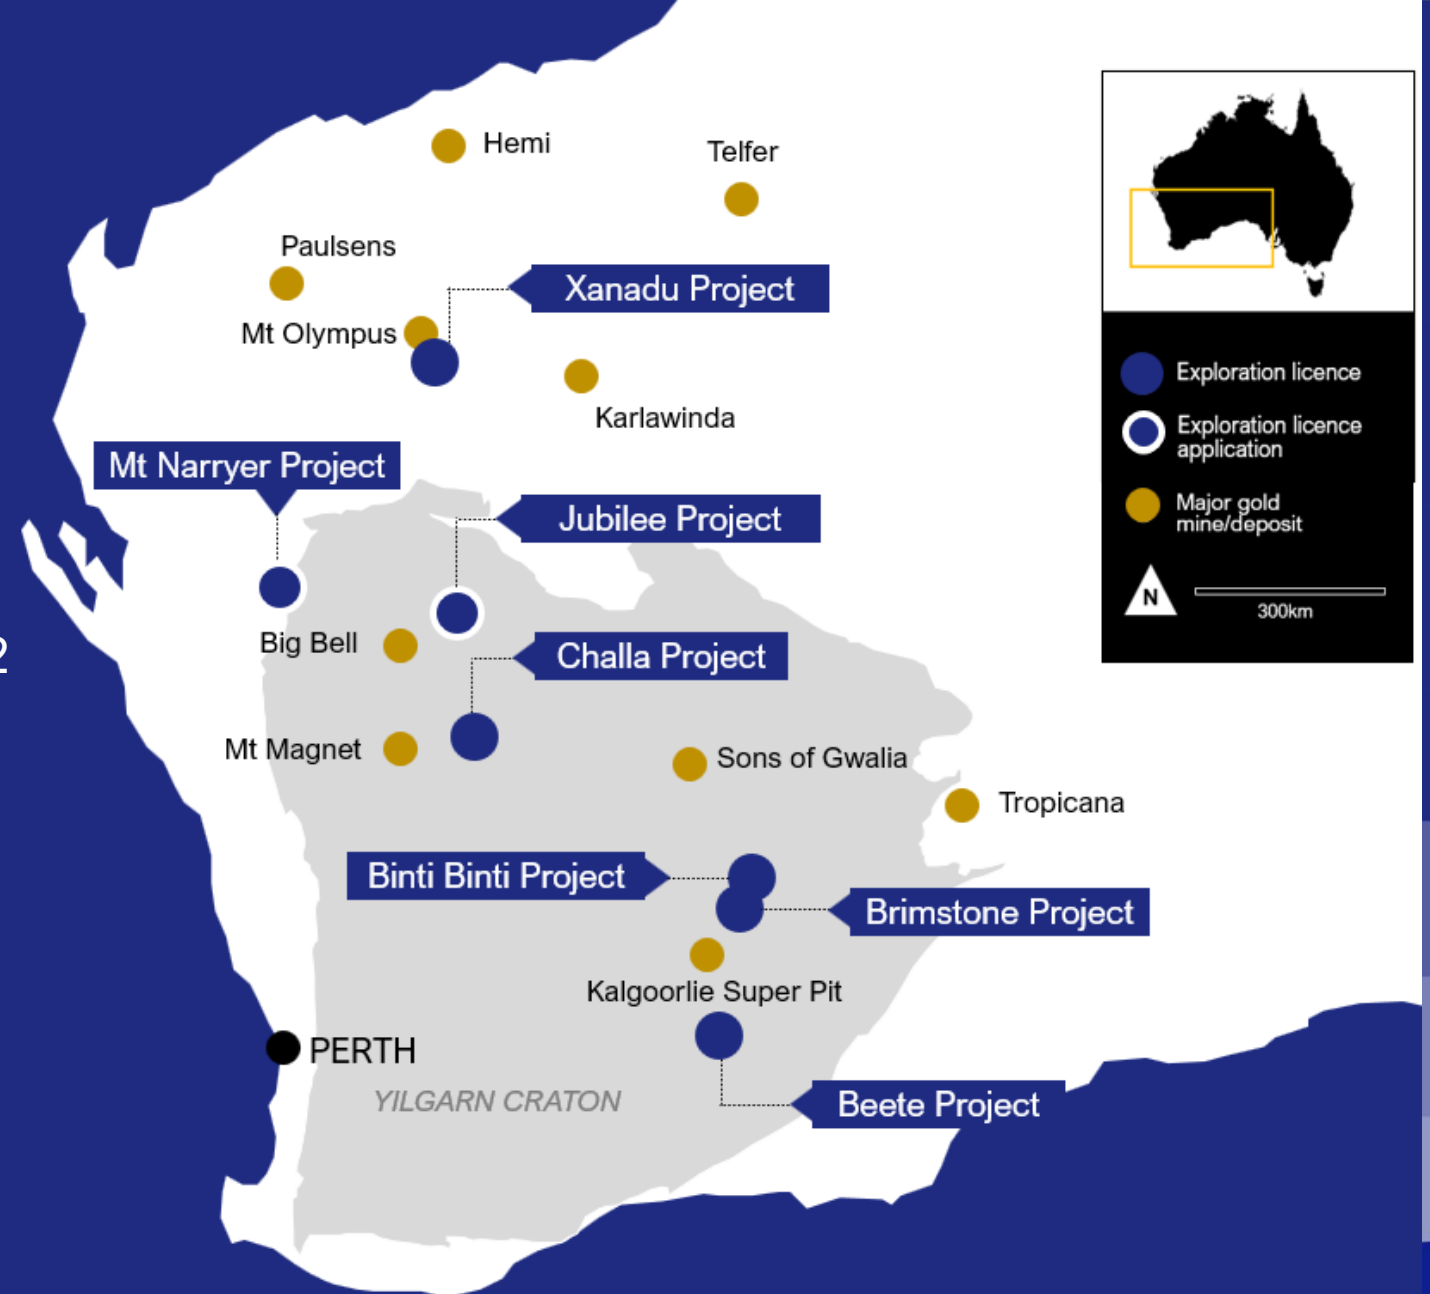 Hemi
Telfer
Paulsens
Xanadu Project
Mt Olympus
Karlawinda
Mt Narryer Project
Jubilee Project
Big Bell
Challa Project
Mt Magnet
Sons of Gwalia
Tropicana
Binti Binti Project
Brimstone Project
Kalgoorlie Super Pit
PERTH
YILGARN CRATON
Beete Project
Exploration licence
Exploration licence
application
Major gold
mine/deposit
N
300km
2